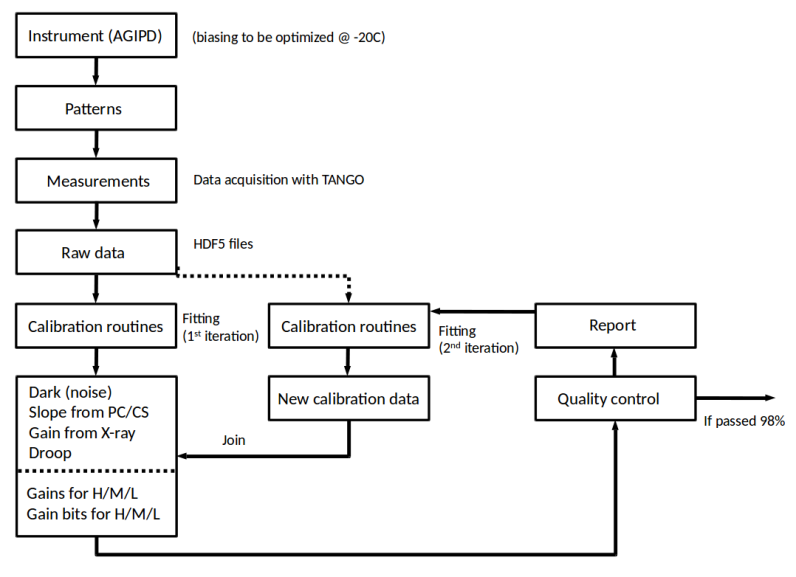 Instrument (AGIPD)
(biasing to be optimized @ -20C)
Patterns
Measurements
Data acquisition with TANGO
Raw data
HDF5 files
Calibration routines
Fitting
(1st iteration)
Calibration routines
Fitting
(2nd iteration)
Report
Dark (noise)
Slope from PC/CS
Gain from X-ray
Droop
New calibration data
Quality control
If passed 98%
Join
Gains for H/M/L
Gain bits for H/M/L